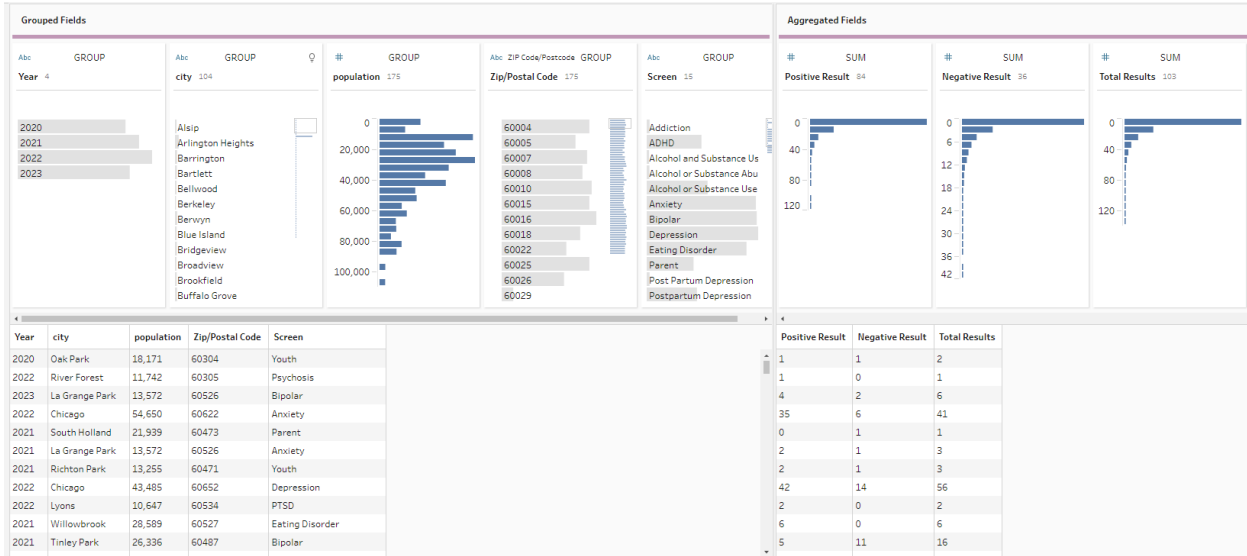 Grouped Fields
Aggregated Fields
Abc GROUP
Year 4
2020
2021
2022
2023
Abc GROUP
city 104
Alsip
Arlington Heights
Barrington
Bartlett
Bellwood
Berkeley
Berwyn
Blue Island
Bridgeview
Broadview
Brookfield
Buffalo Grove
# GROUP
population 175
0
20,000
40,000
60,000
80,000
100,000
Abc ZIP Code/Postcode GROUP
Zip/Postal Code 175
60004
60005
60007
60008
60010
60015
60016
60018
60022
60025
60026
60029
Abc GROUP
Screen 15
Addiction
ADHD
Alcohol and Substance Us
Alcohol or Substance Abu
Alcohol or Substance Use
Anxiety
Bipolar
Depression
Eating Disorder
Parent
Post Partum Depression
Postpartum Depression
# SUM
Positive Result 84
0
40
80
120
# SUM
Negative Result 36
0
6
12
18
24
30
36
42
# SUM
Total Results 103
0
40
80
120
Year city population Zip/Postal Code Screen Positive Result Negative Result Total Results
2020 Oak Park 18,171 60304 Youth 1 1 2
2022 River Forest 11,742 60305 Psychosis 1 0 1
2023 La Grange Park 13,572 60526 Bipolar 4 2 6
2022 Chicago 54,650 60622 Anxiety 35 6 41
2021 South Holland 21,939 60473 Parent 0 1 1
2021 La Grange Park 13,572 60526 Anxiety 2 1 3
2021 Richton Park 13,255 60471 Youth 2 1 3
2022 Chicago 43,485 60652 Depression 42 14 56
2022 Lyons 10,647 60534 PTSD 2 0 2
2021 Willowbrook 28,589 60527 Eating Disorder 6 0 6
2021 Tinley Park 26,336 60487 Bipolar 5 11 16